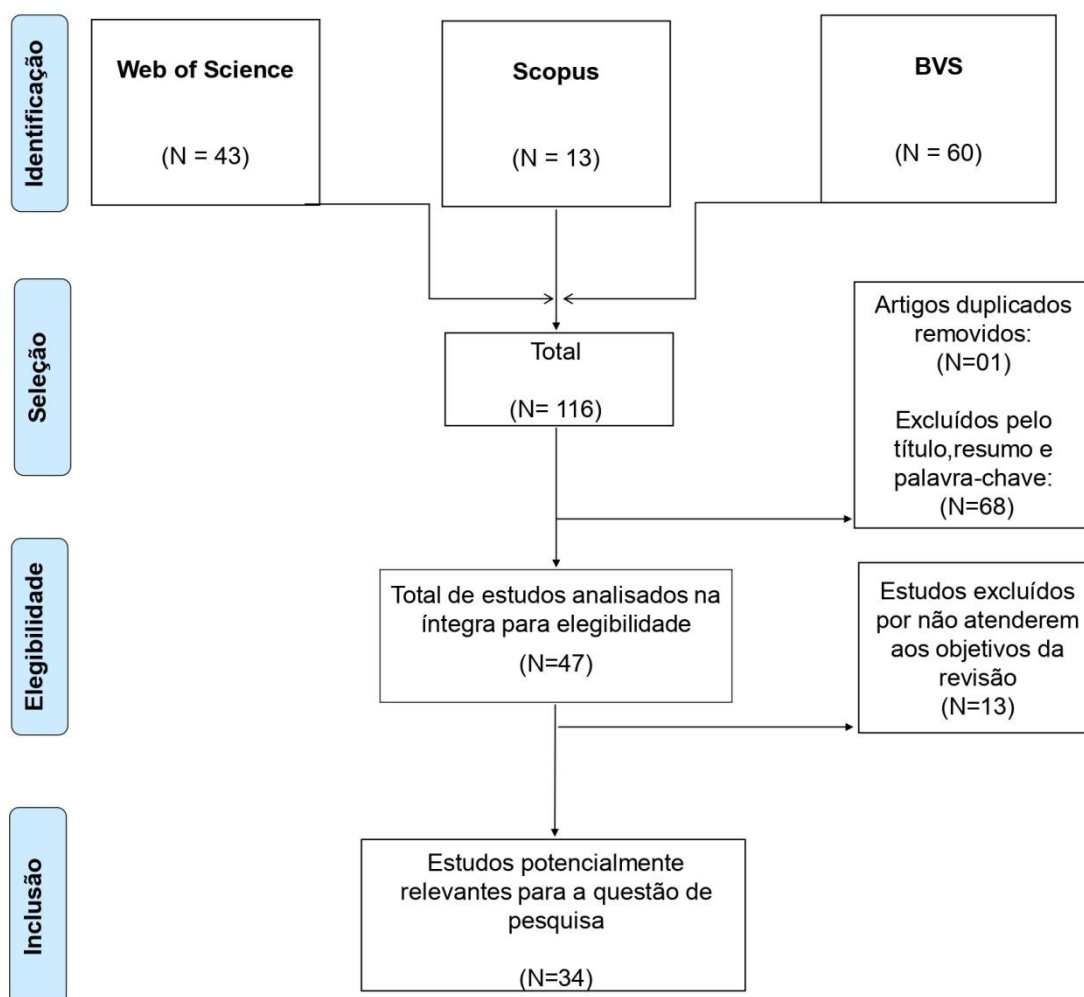 Identificação
Web of Science
(N = 43)
Scopus
(N = 13)
BVS
(N = 60)
Seleção
Total
(N= 116)
Artigos duplicados
removidos:
(N=01)
Excluídos pelo
título,resumo e
palavra-chave:
(N=68)
Elegibilidade
Total de estudos analisados na
íntegra para elegibilidade
(N=47)
Estudos excluídos
por não atenderem
aos objetivos da
revisão
(N=13)
Inclusão
Estudos potencialmente
relevantes para a questão de
pesquisa
(N=34)